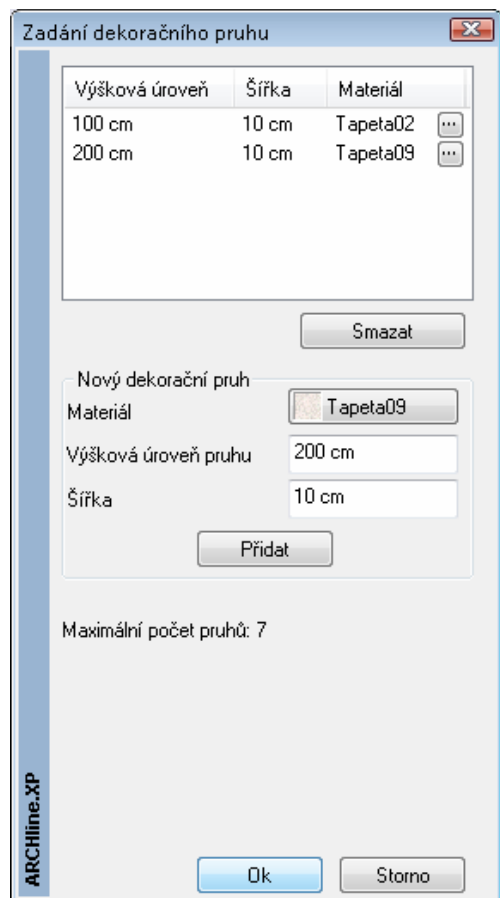 Zadání dekoračního pruhu
Výšková úroveň Šířka Materiál
100 cm 10 cm Tapeta02 ...
200 cm 10 cm Tapeta09 ...
Smazat
Nový dekorační pruh
Materiál Tapeta09
Výšková úroveň pruhu 200 cm
Šířka 10 cm
Přidat
Maximální počet pruhů: 7
ARCHline.XP
Ok Storno